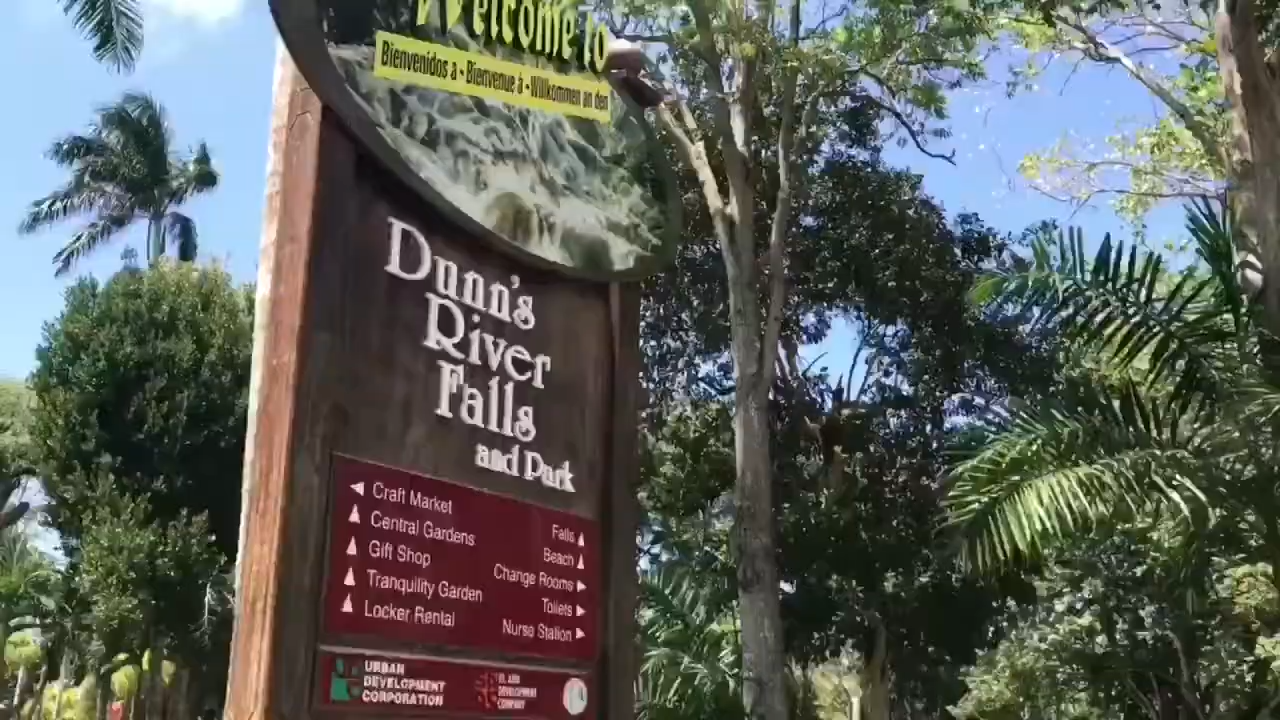 Welcome to
Bienvenidos a • Bienvenue à • Willkommen an den
Dunn's
River
Falls
and Park
Craft Market
Central Gardens
Gift Shop
Tranquility Garden
Locker Rental
Falls
Beach
Change Rooms
Toilets
Nurse Station
URBAN
DEVELOPMENT
CORPORATION
DEVELOPMENT
COMPANY